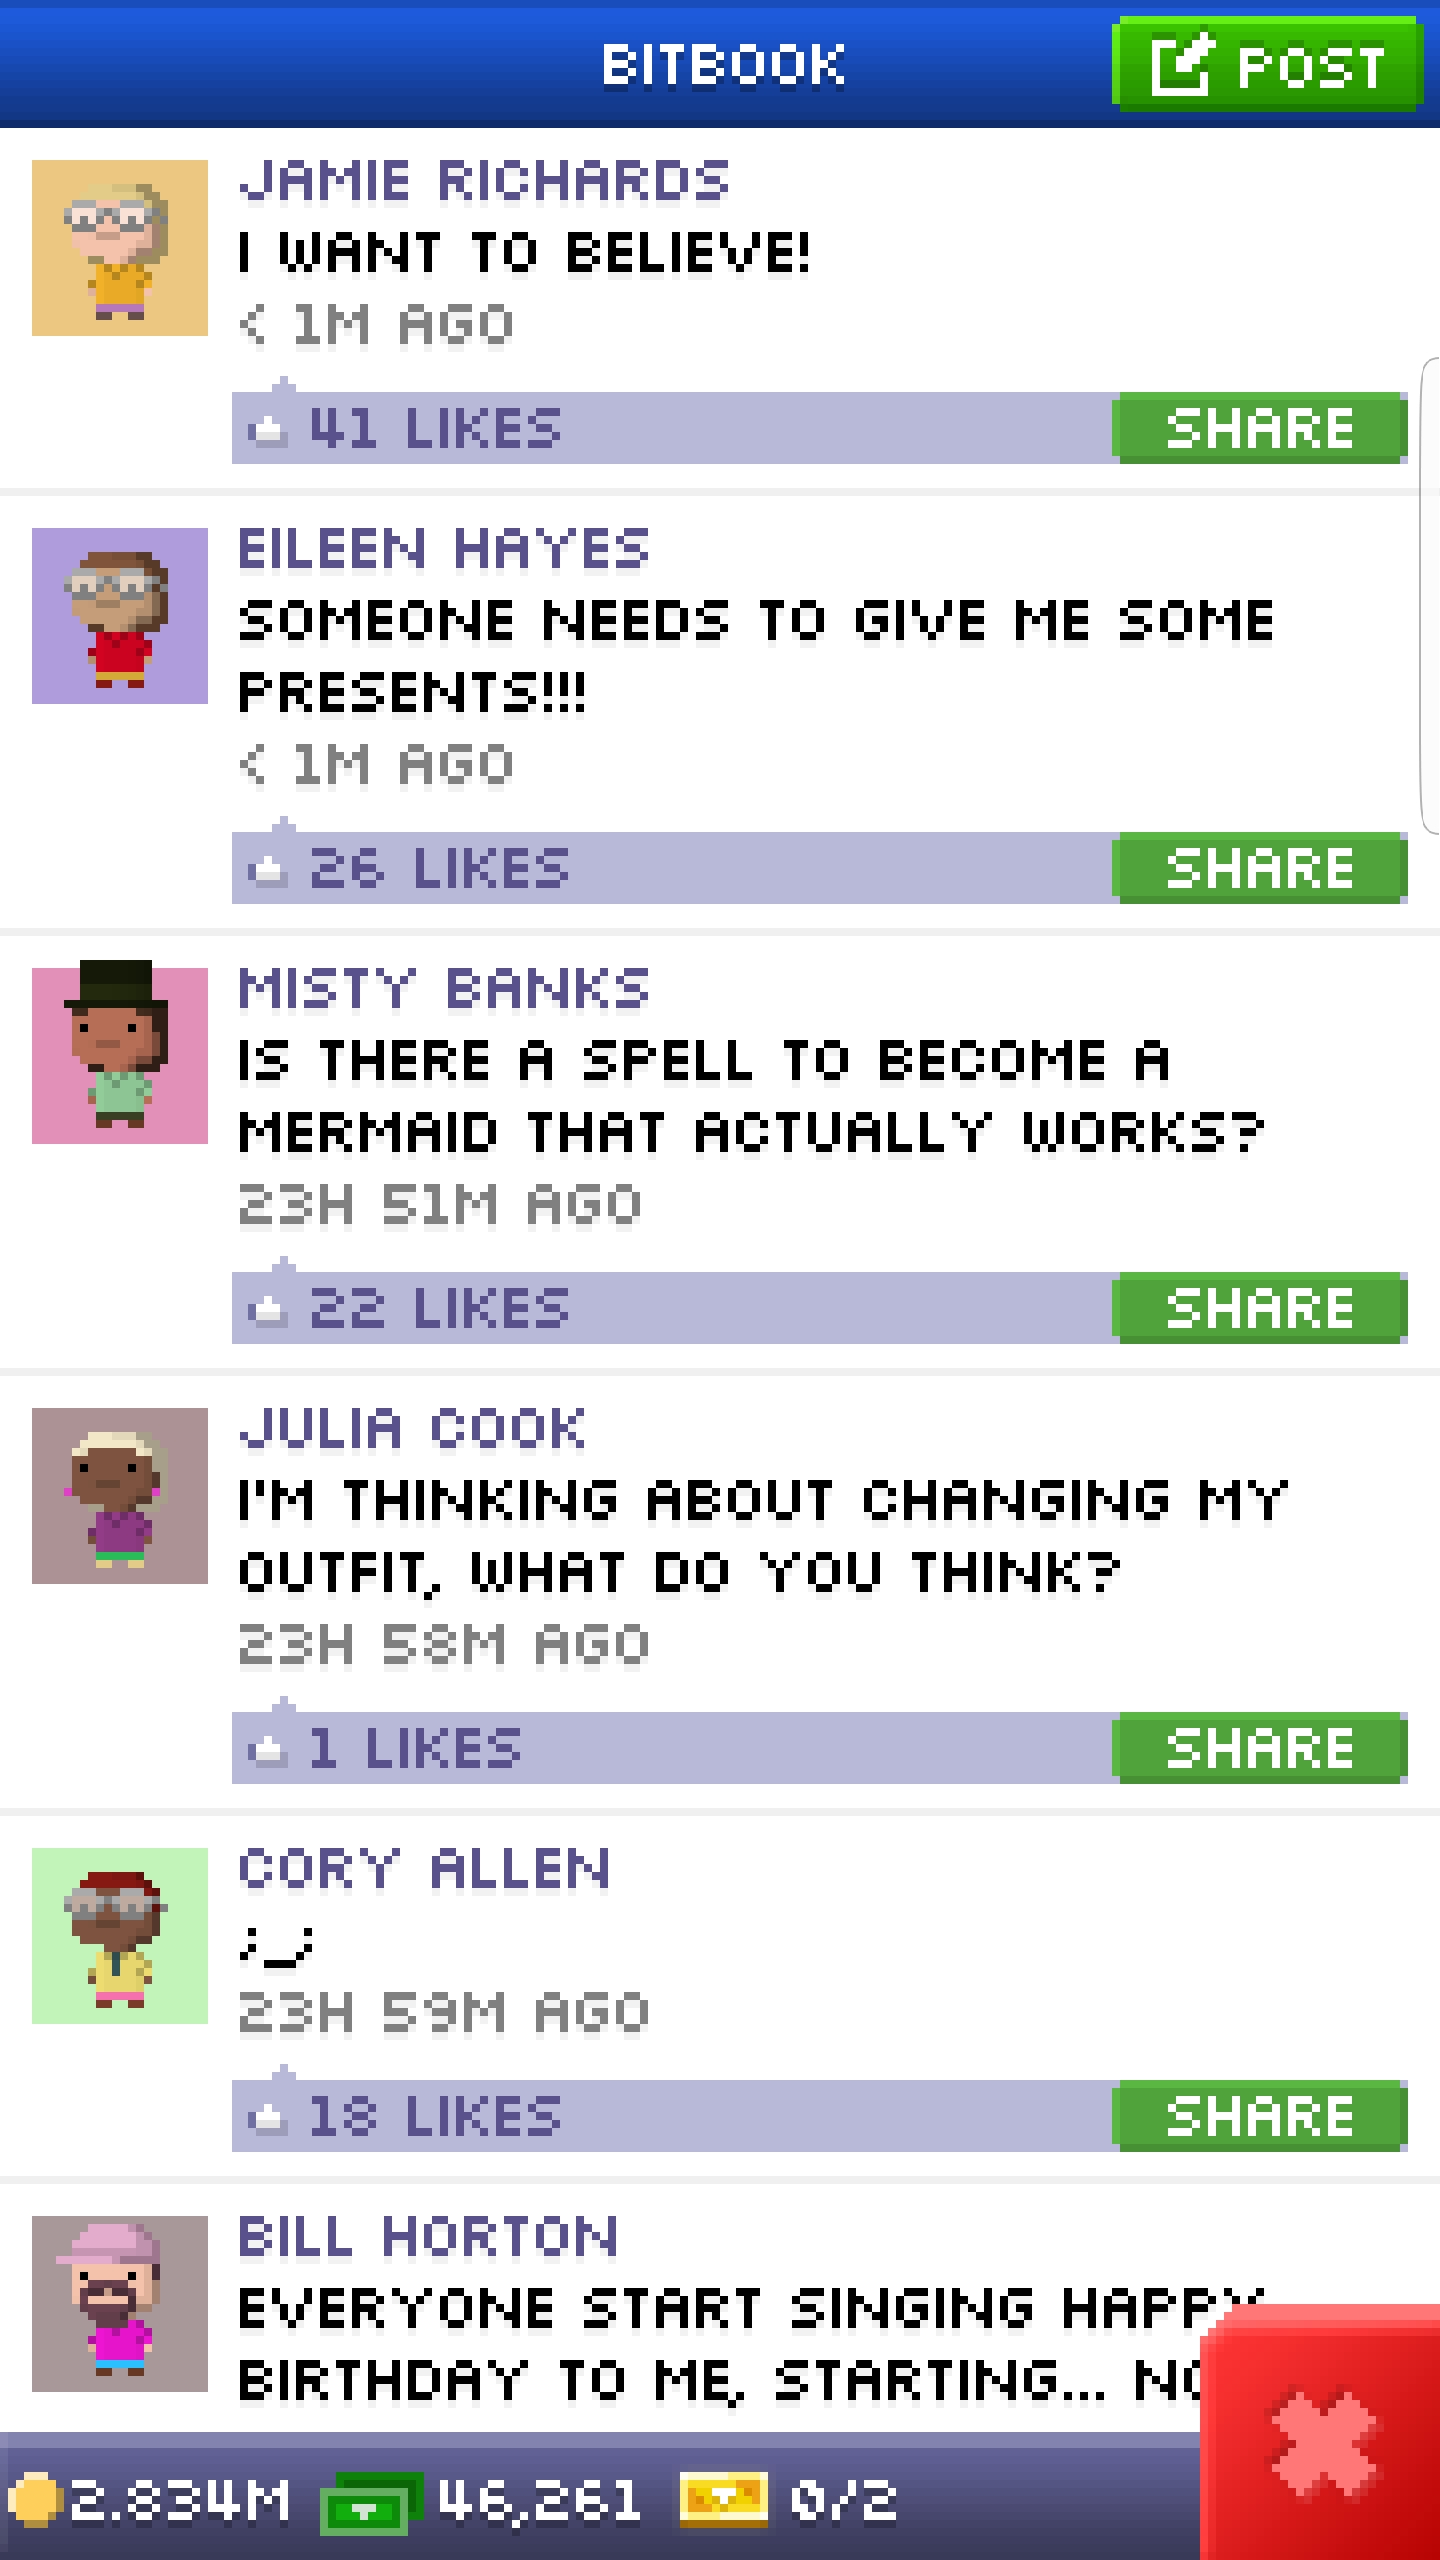 BITBOOK
POST
JAMIE RICHARDS
I WANT TO BELIEVE!
< 1M AGO
41 LIKES
SHARE
EILEEN HAYES
SOMEONE NEEDS TO GIVE ME SOME
PRESENTS!!!
< 1M AGO
26 LIKES
SHARE
MISTY BANKS
IS THERE A SPELL TO BECOME A
MERMAID THAT ACTUALLY WORKS?
23H 51M AGO
22 LIKES
SHARE
JULIA COOK
I'M THINKING ABOUT CHANGING MY
OUTFIT, WHAT DO YOU THINK?
23H 58M AGO
1 LIKES
SHARE
CORY ALLEN
;_;
23H 59M AGO
18 LIKES
SHARE
BILL HORTON
EVERYONE START SINGING HAPPY
BIRTHDAY TO ME, STARTING...
2.834M 46,261 0/2